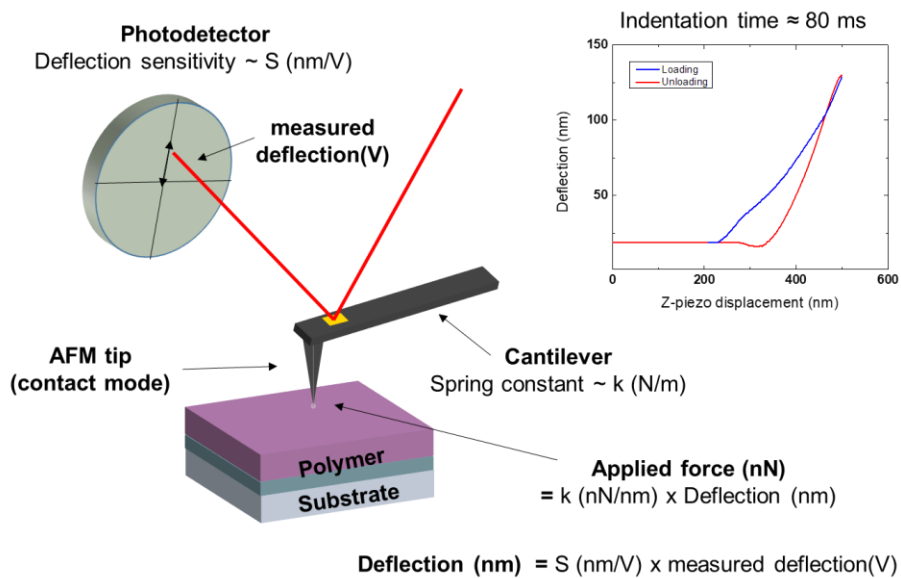 Photodetector
Deflection sensitivity ~ S (nm/V)
measured
deflection(V)
Indentation time ≈ 80 ms
150
100
50
0
200
400
600
Deflection (nm)
Z-piezo displacement (nm)
Loading
Unloading
AFM tip
(contact mode)
Cantilever
Spring constant ~ k (N/m)
Polymer
Substrate
Applied force (nN)
= k (nN/nm) x Deflection (nm)
Deflection (nm) = S (nm/V) x measured deflection(V)